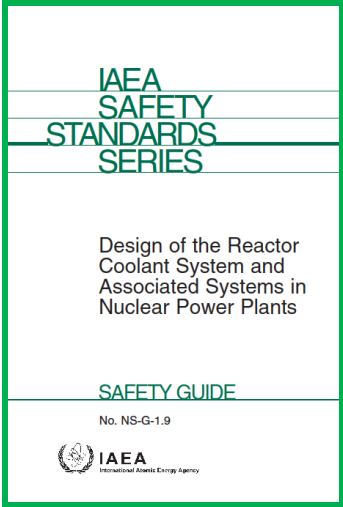 IAEA
SAFETY
STANDARDS
SERIES
Design of the Reactor
Coolant System and
Associated Systems in
Nuclear Power Plants
SAFETY GUIDE
No. NS-G-1.9
IAEA
International Atomic Energy Agency